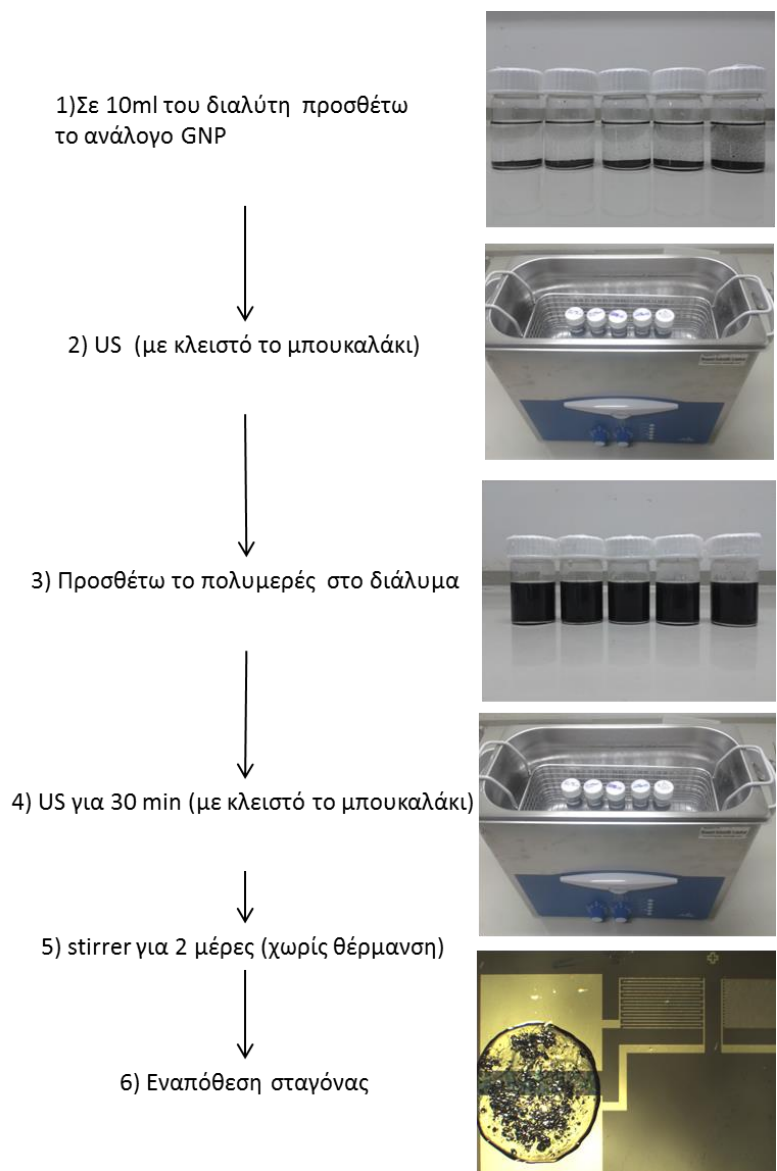 1)Σε 10ml του διαλύτη προσθέτω
το ανάλογο GNP
2) US (με κλειστό το μπουκαλάκι)
3) Προσθέτω το πολυμερές στο διάλυμα
4) US για 30 min (με κλειστό το μπουκαλάκι)
5) stirrer για 2 μέρες (χωρίς θέρμανση)
6) Εναπόθεση σταγόνας